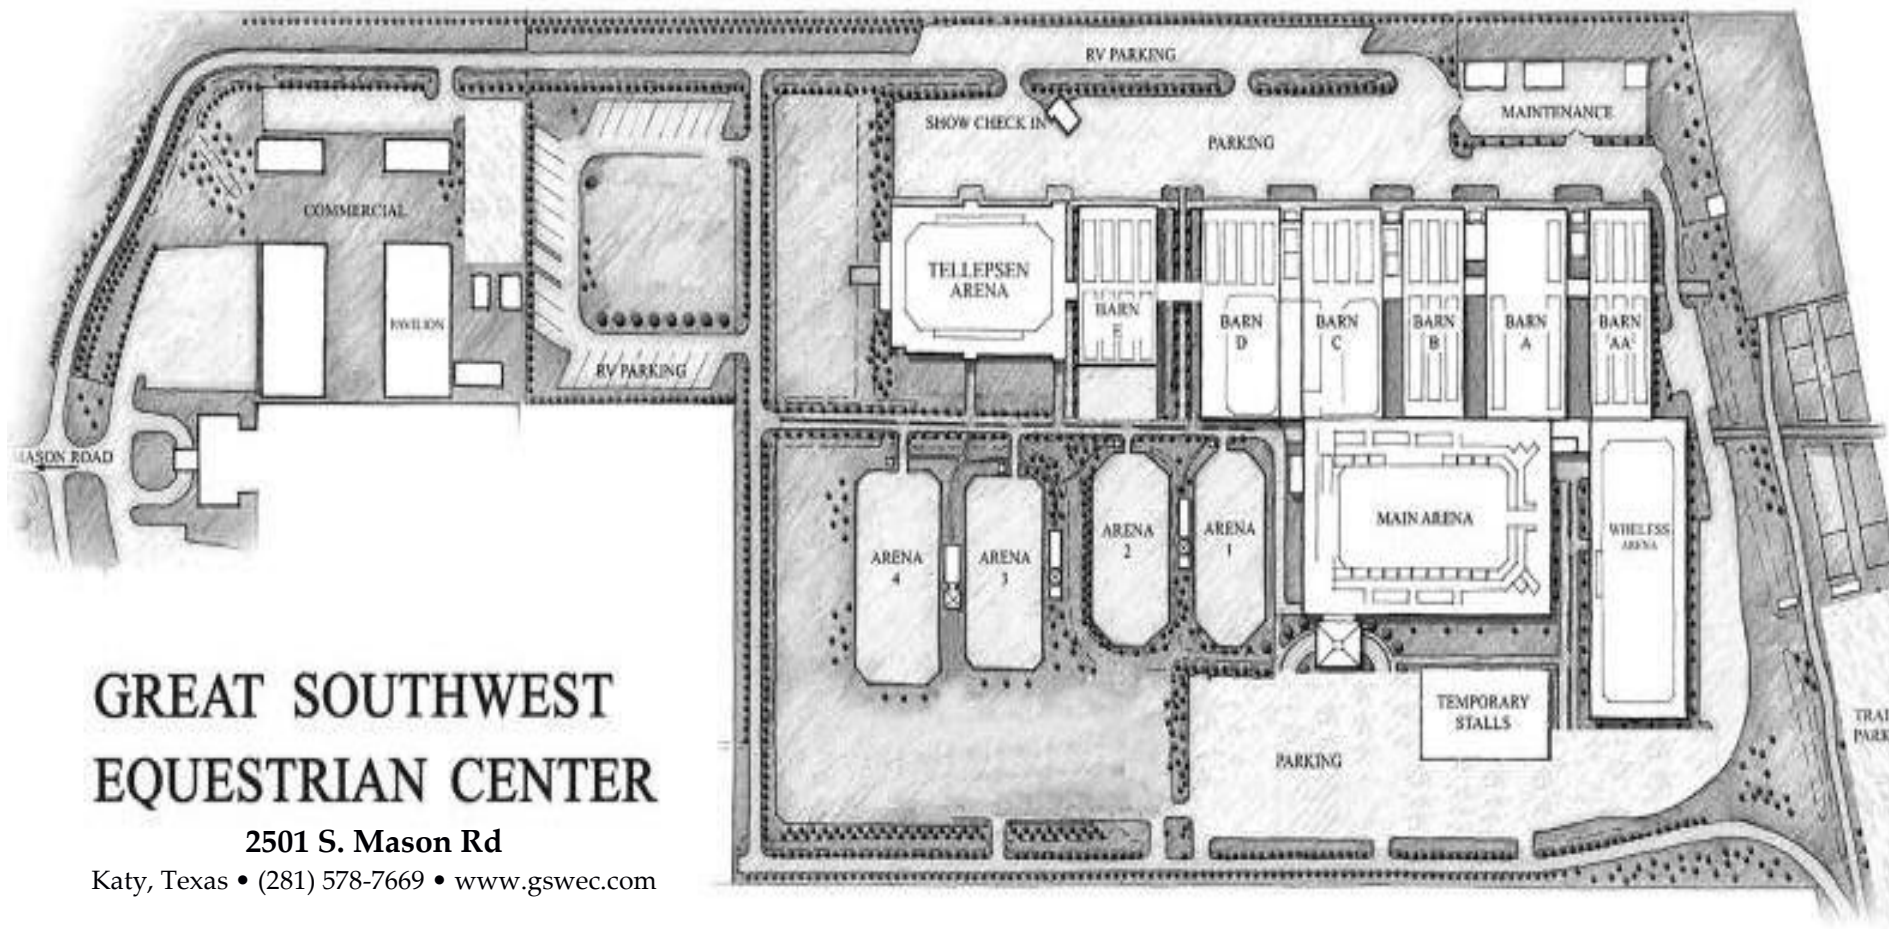 RV PARKING
SHOW CHECK IN
PARKING
MAINTENANCE
COMMERCIAL
PAVILION
RV PARKING
TELLEPSEN
ARENA
BARN
E
BARN
D
BARN
C
BARN
B
BARN
A
BARN
AA
MASON ROAD
ARENA
4
ARENA
3
ARENA
2
ARENA
1
MAIN ARENA
WHELESS
ARENA
TEMPORARY
STALLS
PARKING
TRAI
PARK
GREAT SOUTHWEST
EQUESTRIAN CENTER
2501 S. Mason Rd
Katy, Texas • (281) 578-7669 • www.gswec.com